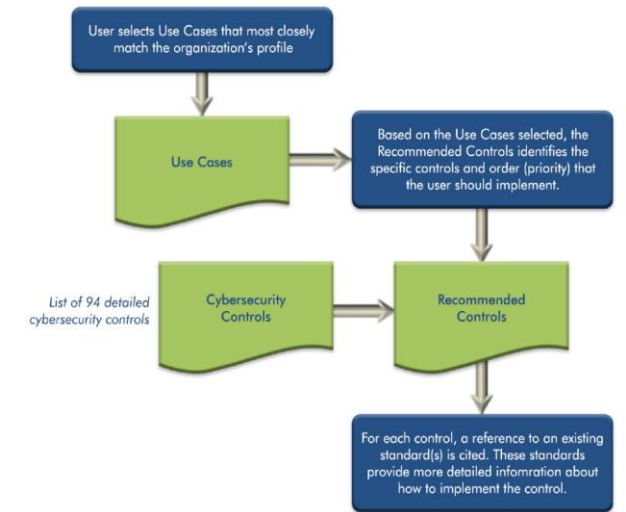 User selects Use Cases that most closely
match the organization's profile
Use Cases
Based on the Use Cases selected, the
Recommended Controls identifies the
specific controls and order (priority) that
the user should implement.
List of 94 detailed
cybersecurity controls
Cybersecurity
Controls
Recommended
Controls
For each control, a reference to an existing
standard(s) is cited. These standards
provide more detailed infomration about
how to implement the control.